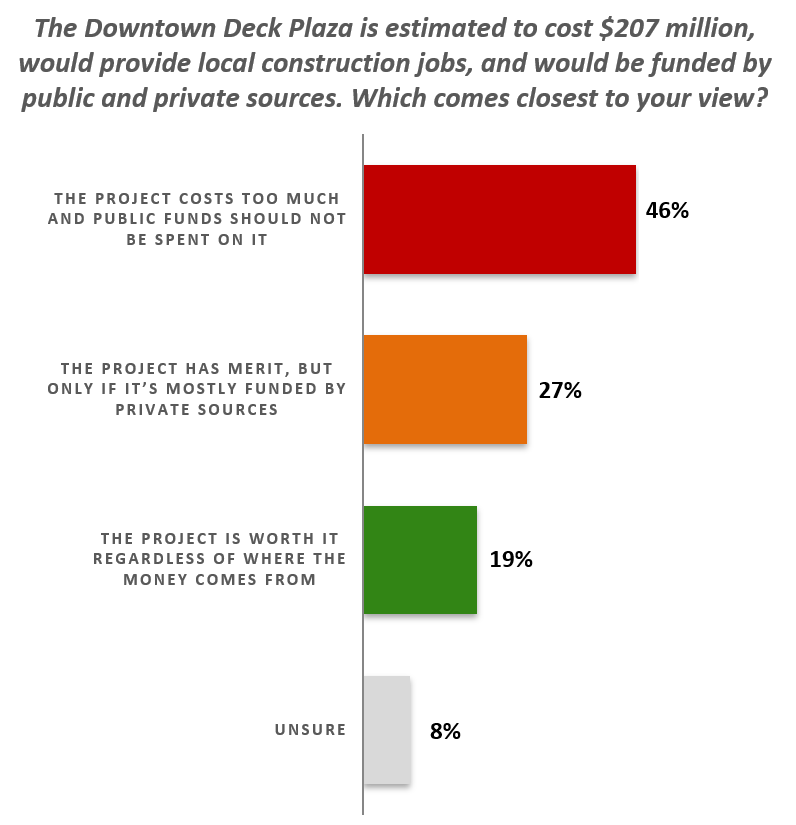 The Downtown Deck Plaza is estimated to cost $207 million,
would provide local construction jobs, and would be funded by
public and private sources. Which comes closest to your view?
THE PROJECT COSTS TOO MUCH
AND PUBLIC FUNDS SHOULD NOT
BE SPENT ON IT
46%
THE PROJECT HAS MERIT, BUT
ONLY IF IT’S MOSTLY FUNDED BY
PRIVATE SOURCES
27%
THE PROJECT IS WORTH IT
REGARDLESS OF WHERE THE
MONEY COMES FROM
19%
UNSURE
8%